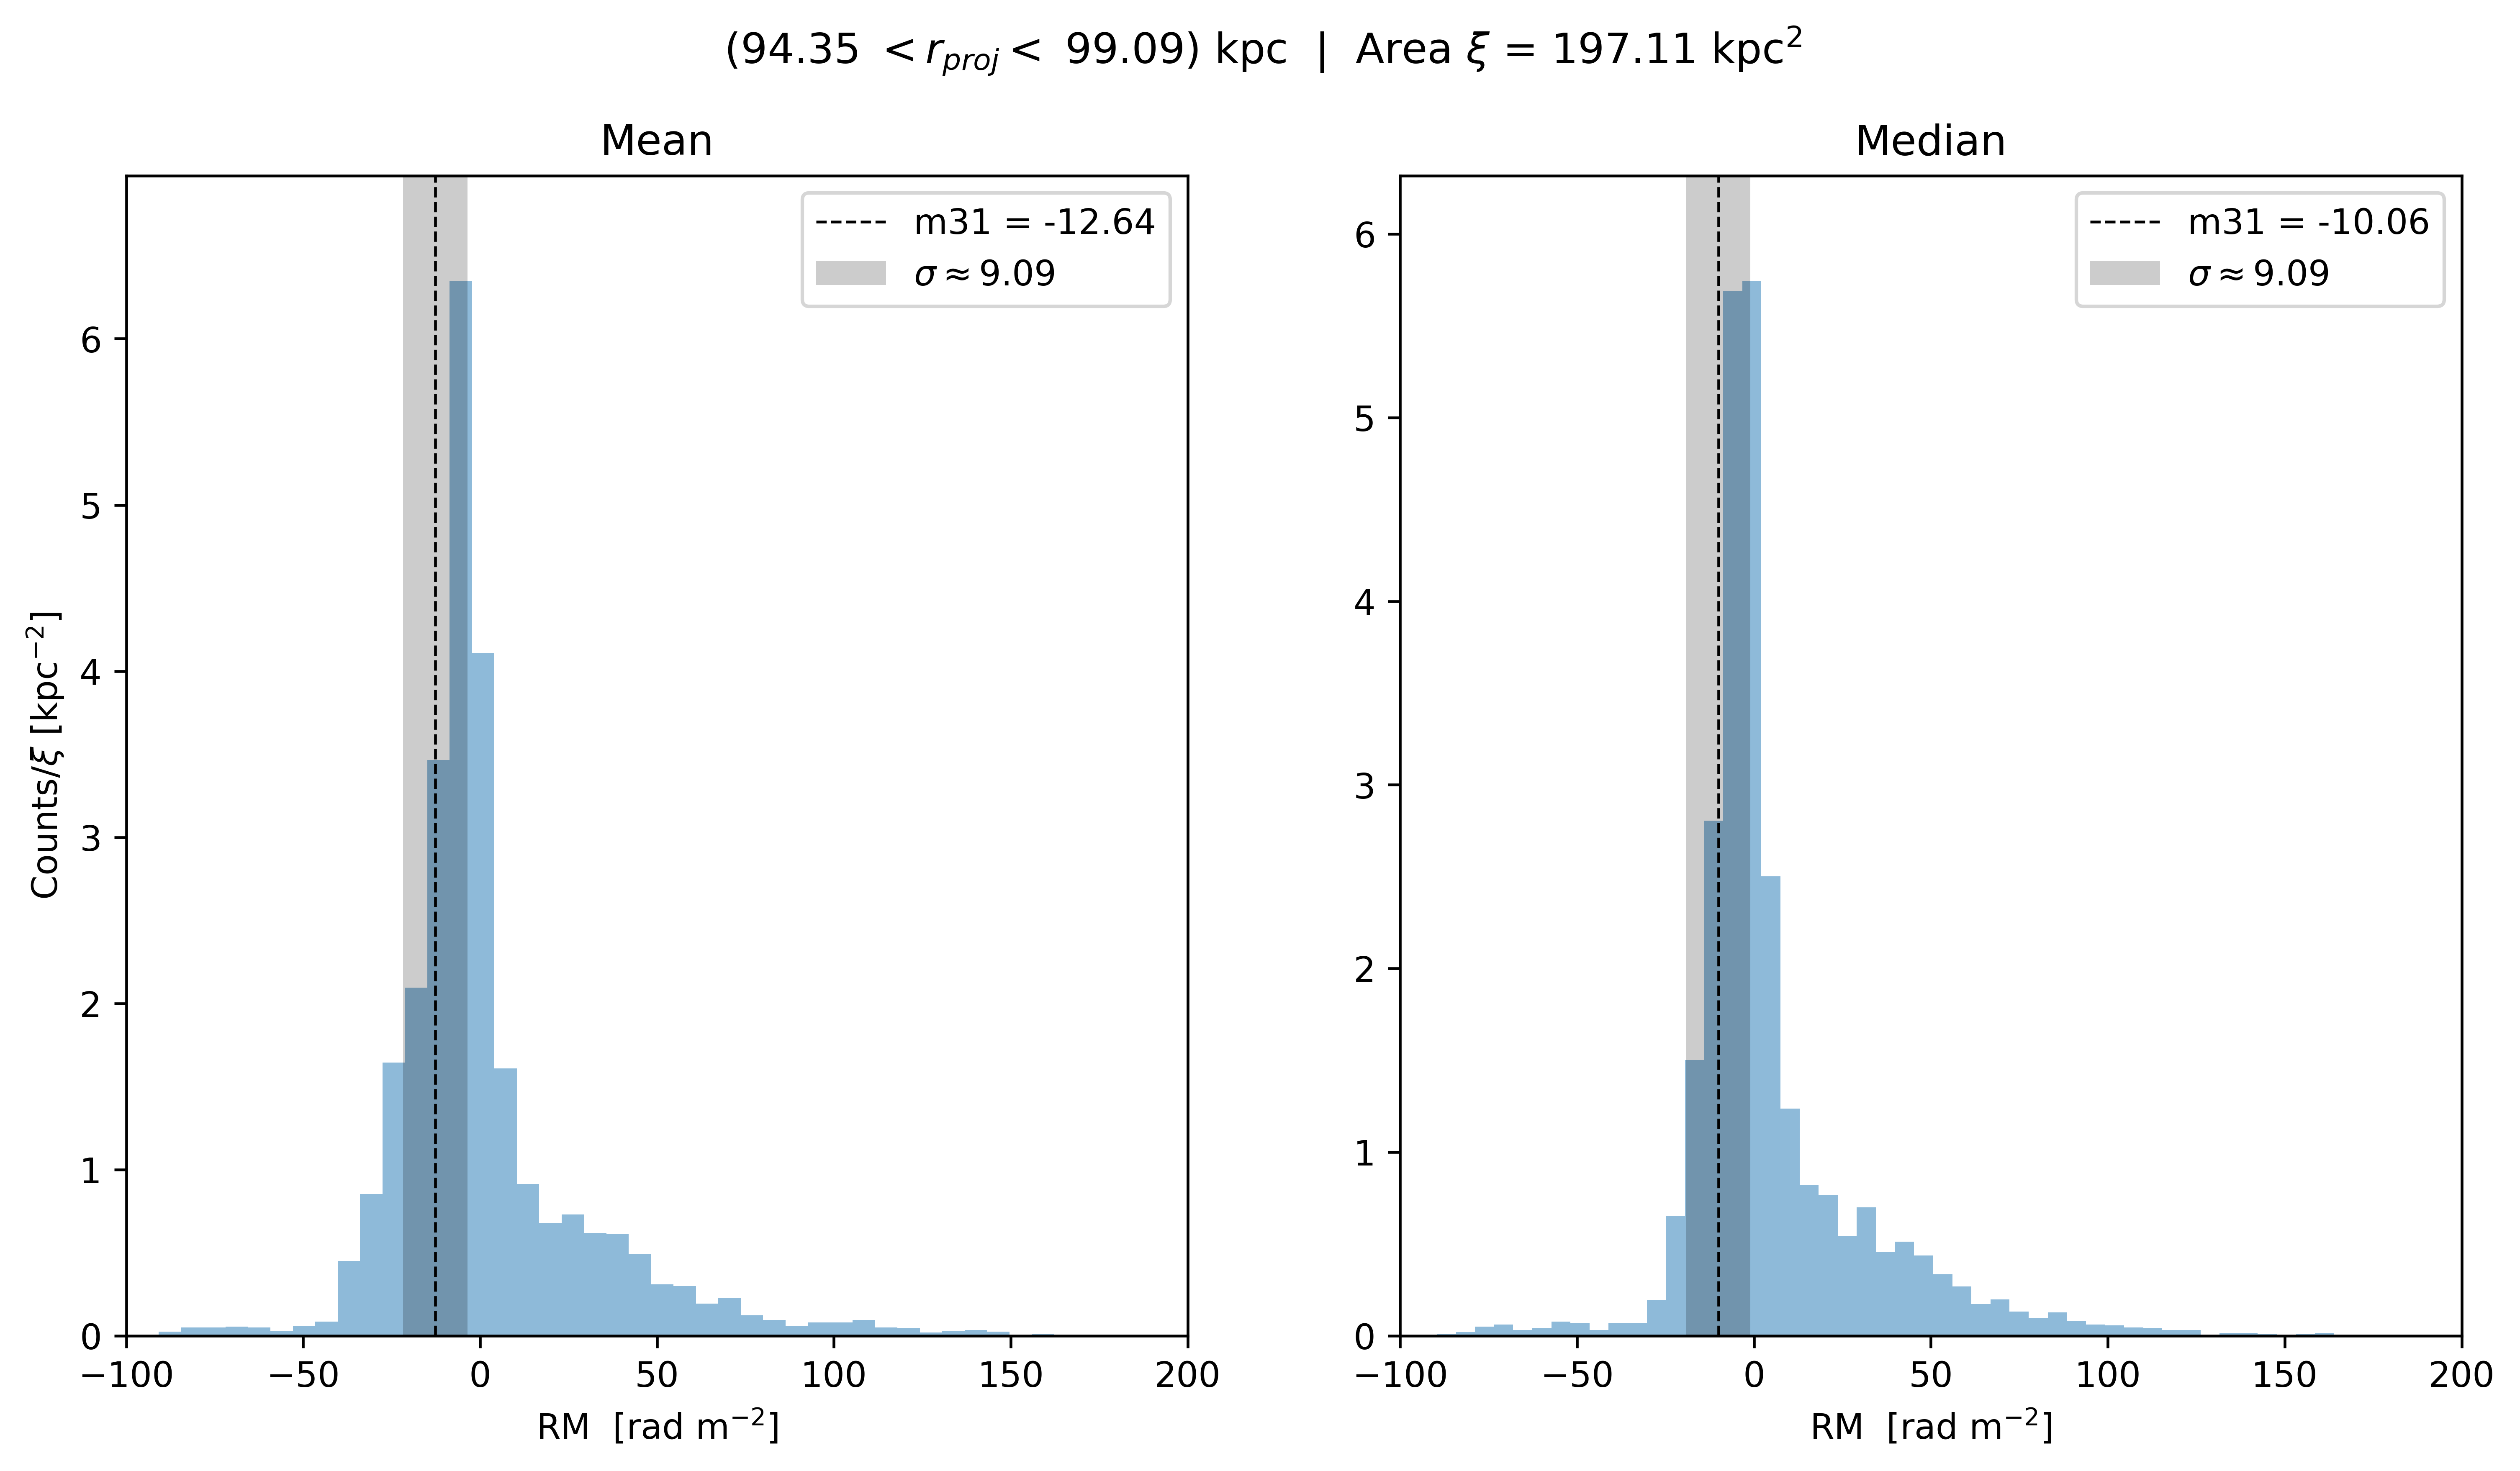 (94.35 < r_proj < 99.09) kpc | Area ξ = 197.11 kpc²
Mean
m31 = -12.64
σ ≈ 9.09
6
5
4
3
2
1
0
Counts/ξ [kpc⁻²]
−100 −50 0 50 100 150 200
RM [rad m⁻²]
Median
m31 = -10.06
σ ≈ 9.09
6
5
4
3
2
1
0
−100 −50 0 50 100 150 200
RM [rad m⁻²]